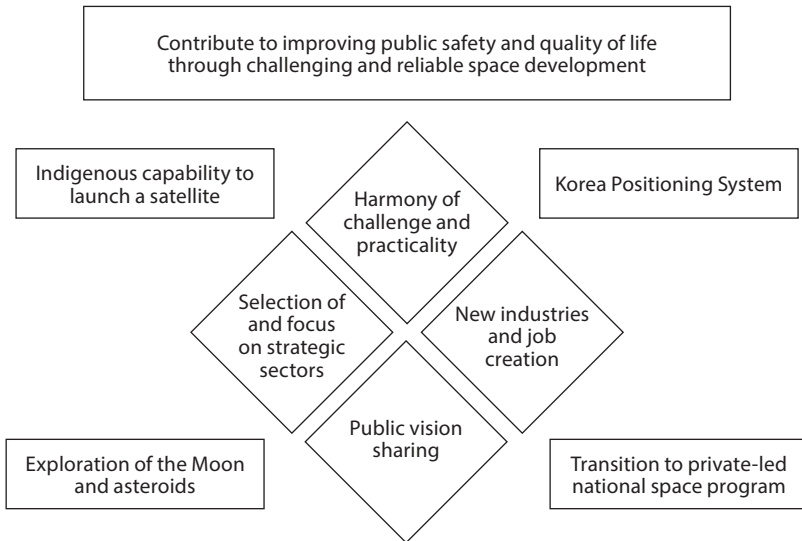 Contribute to improving public safety and quality of life
through challenging and reliable space development
Indigenous capability to
launch a satellite
Harmony of
challenge and
practicality
Korea Positioning System
Selection of
and focus
on strategic
sectors
New industries
and job
creation
Public vision
sharing
Exploration of the Moon
and asteroids
Transition to private-led
national space program